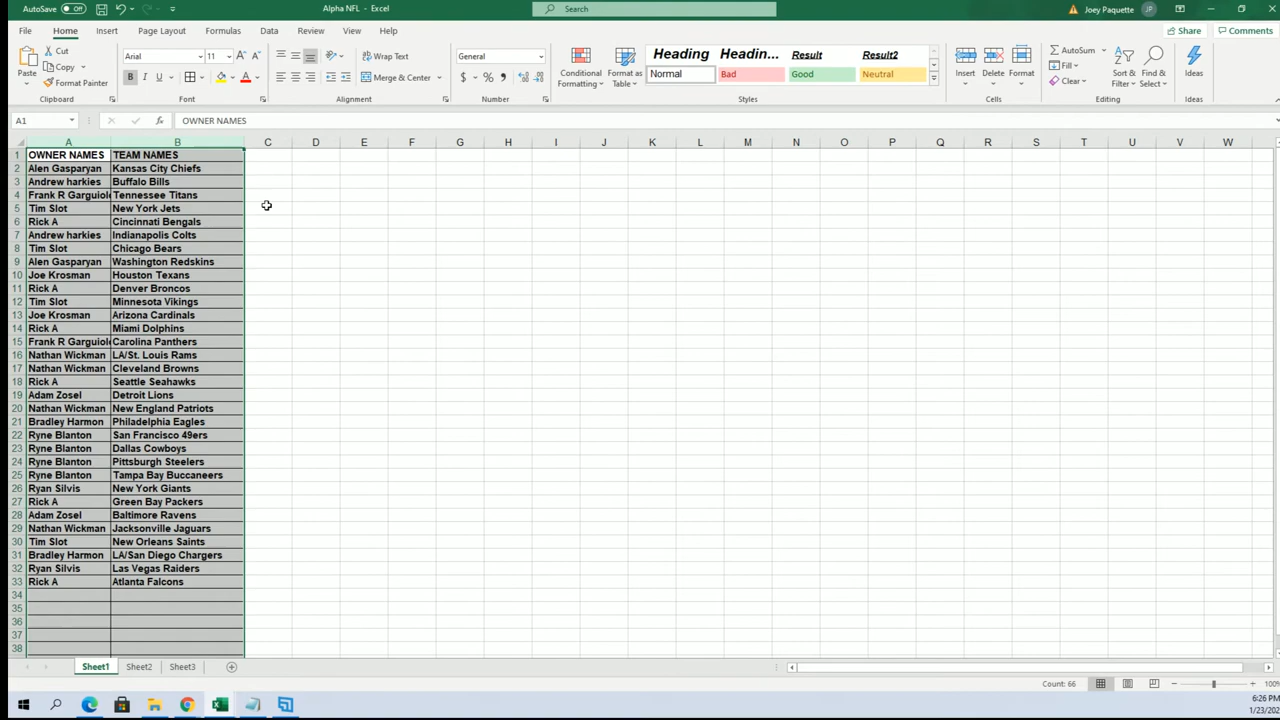 AutoSave Off Alpha NFL - Excel Search Joey Paquette JP
File Home Insert Page Layout Formulas Data Review View Help Share Comments
Paste Cut Copy Format Painter Clipboard
Arial 11 B I U Font
Wrap Text Merge & Center Alignment
General $ % Number
Conditional Formatting Format as Table Heading Headin... Result Result2 Normal Bad Good Neutral Styles
Insert Delete Format Cells
AutoSum Fill Clear Sort & Filter Find & Select Editing
Ideas Ideas
A1 fx OWNER NAMES
A B C D E F G H I J K L M N O P Q R S T U V W
1 OWNER NAMES TEAM NAMES
2 Alen Gasparyan Kansas City Chiefs
3 Andrew harkies Buffalo Bills
4 Frank R Garguiol Tennessee Titans
5 Tim Slot New York Jets
6 Rick A Cincinnati Bengals
7 Andrew harkies Indianapolis Colts
8 Tim Slot Chicago Bears
9 Alen Gasparyan Washington Redskins
10 Joe Krosman Houston Texans
11 Rick A Denver Broncos
12 Tim Slot Minnesota Vikings
13 Joe Krosman Arizona Cardinals
14 Rick A Miami Dolphins
15 Frank R Garguiol Carolina Panthers
16 Nathan Wickman LA/St. Louis Rams
17 Nathan Wickman Cleveland Browns
18 Rick A Seattle Seahawks
19 Adam Zosel Detroit Lions
20 Nathan Wickman New England Patriots
21 Bradley Harmon Philadelphia Eagles
22 Ryne Blanton San Francisco 49ers
23 Ryne Blanton Dallas Cowboys
24 Ryne Blanton Pittsburgh Steelers
25 Ryne Blanton Tampa Bay Buccaneers
26 Ryan Silvis New York Giants
27 Rick A Green Bay Packers
28 Adam Zosel Baltimore Ravens
29 Nathan Wickman Jacksonville Jaguars
30 Tim Slot New Orleans Saints
31 Bradley Harmon LA/San Diego Chargers
32 Ryan Silvis Las Vegas Raiders
33 Rick A Atlanta Falcons
34
35
36
37
38
Sheet1 Sheet2 Sheet3
Count: 66 100%
6:26 PM
1/23/202